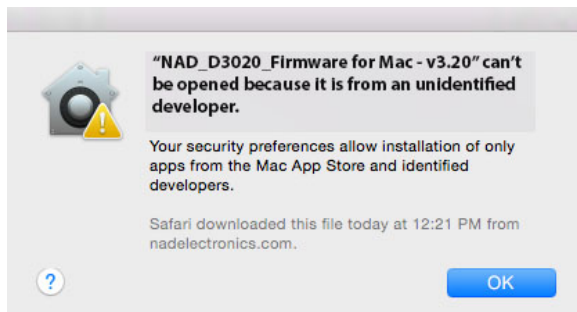 “NAD_D3020_Firmware for Mac - v3.20” can’t
be opened because it is from an unidentified
developer.
Your security preferences allow installation of only
apps from the Mac App Store and identified
developers.
Safari downloaded this file today at 12:21 PM from
nadelectronics.com.
?
OK